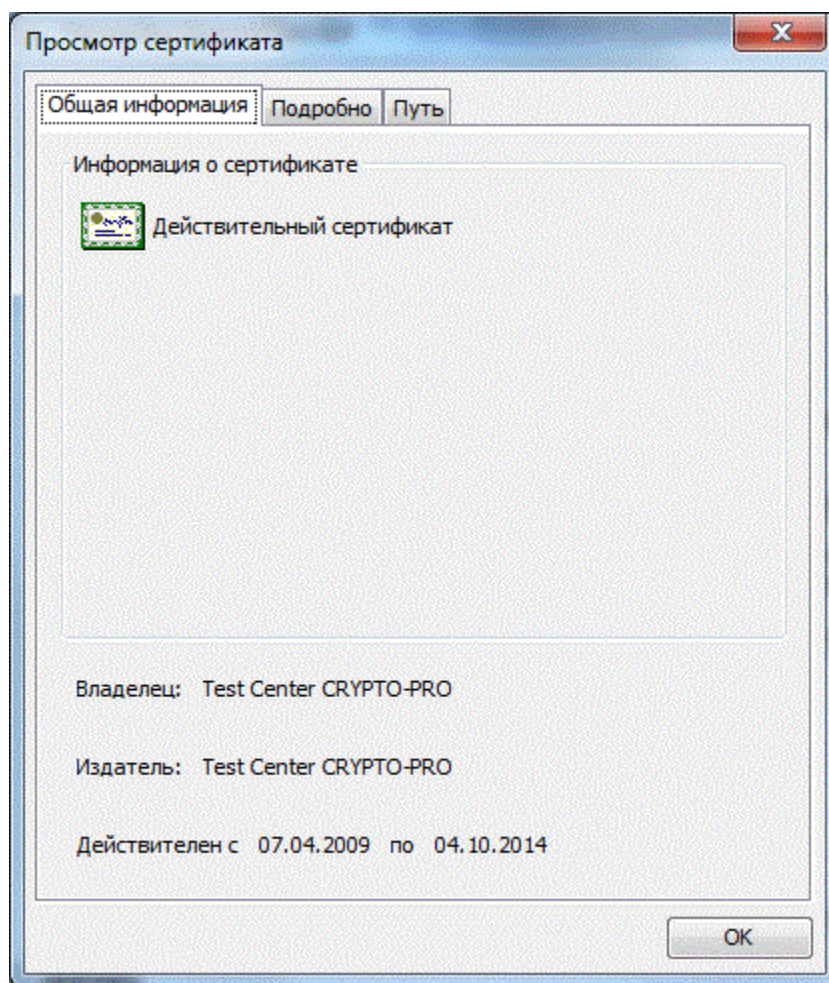 Просмотр сертификата
Общая информация Подробно Путь
Информация о сертификате
Действительный сертификат
Владелец: Test Center CRYPTO-PRO
Издатель: Test Center CRYPTO-PRO
Действителен с 07.04.2009 по 04.10.2014
OK